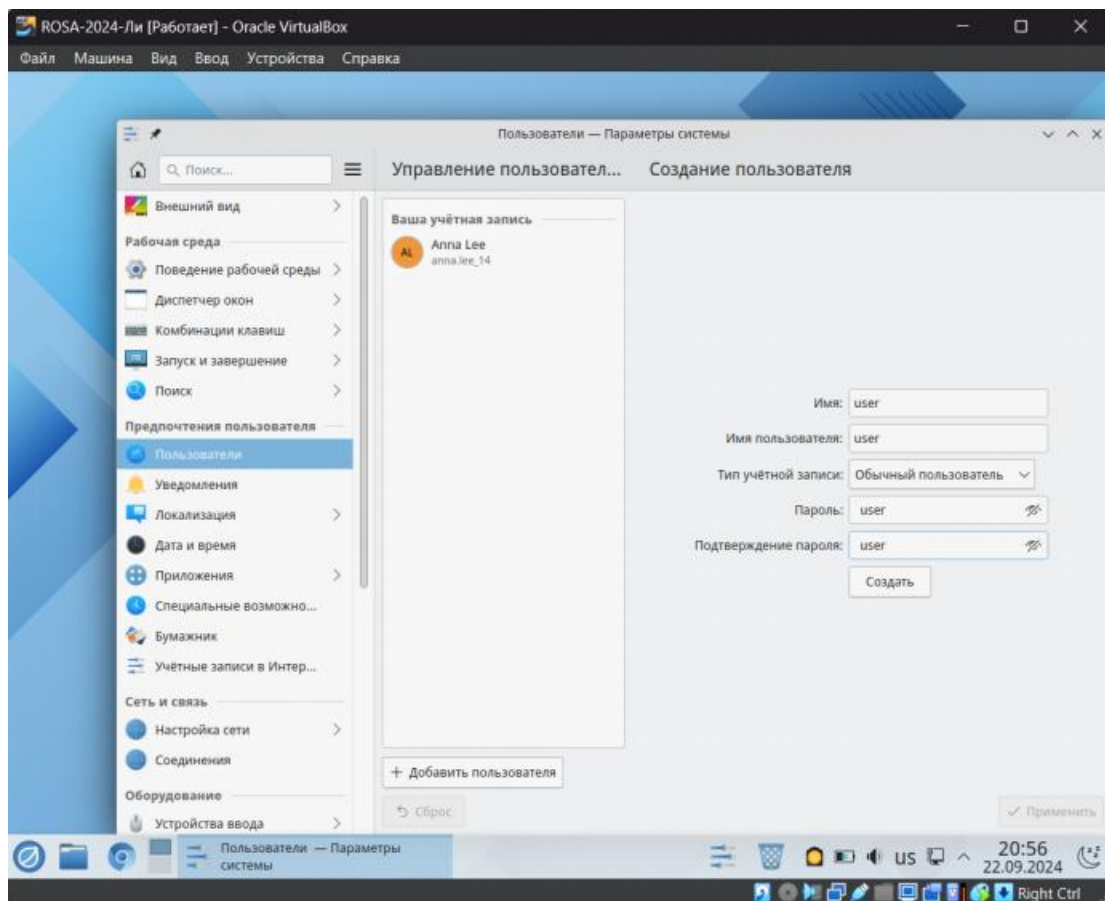 ROSA-2024-Ли [Работает] - Oracle VirtualBox
Файл Машина Вид Ввод Устройства Справка
Пользователи — Параметры системы
Поиск...
Управление пользовател...
Создание пользователя
Внешний вид
Рабочая среда
Поведение рабочей среды
Диспетчер окон
Комбинации клавиш
Запуск и завершение
Поиск
Предпочтения пользователя
Пользователи
Уведомления
Локализация
Дата и время
Приложения
Специальные возможно...
Бумажник
Учётные записи в Интер...
Сеть и связь
Настройка сети
Соединения
Оборудование
Устройства ввода
Ваша учётная запись
AL
Anna Lee
anna.lee_14
+ Добавить пользователя
Сброс
Имя: user
Имя пользователя: user
Тип учётной записи: Обычный пользователь
Пароль: user
Подтверждение пароля: user
Создать
Применить
Пользователи — Параметры
системы
US
20:56
22.09.2024
Right Ctrl